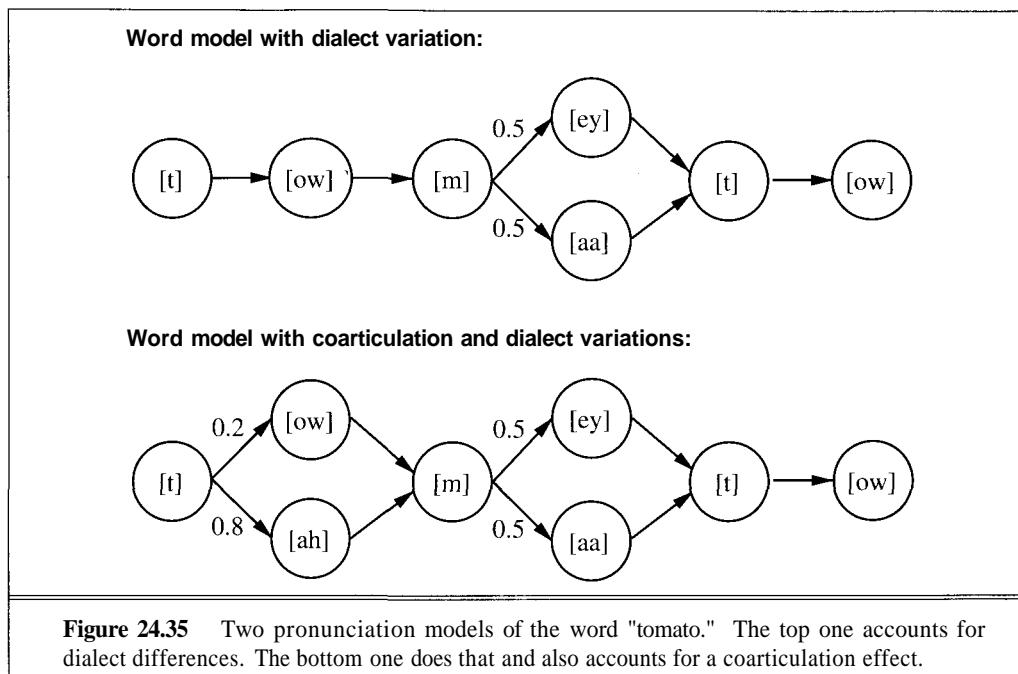 Word model with dialect variation:
[ey]
0.5
[t] [ow] [m] [t] [ow]
0.5
[aa]
Word model with coarticulation and dialect variations:
[ow] [ey]
0.2 0.5
[t] [m] [t] [ow]
0.8 0.5
[ah] [aa]
Figure 24.35 Two pronunciation models of the word "tomato." The top one accounts for
dialect differences. The bottom one does that and also accounts for a coarticulation effect.